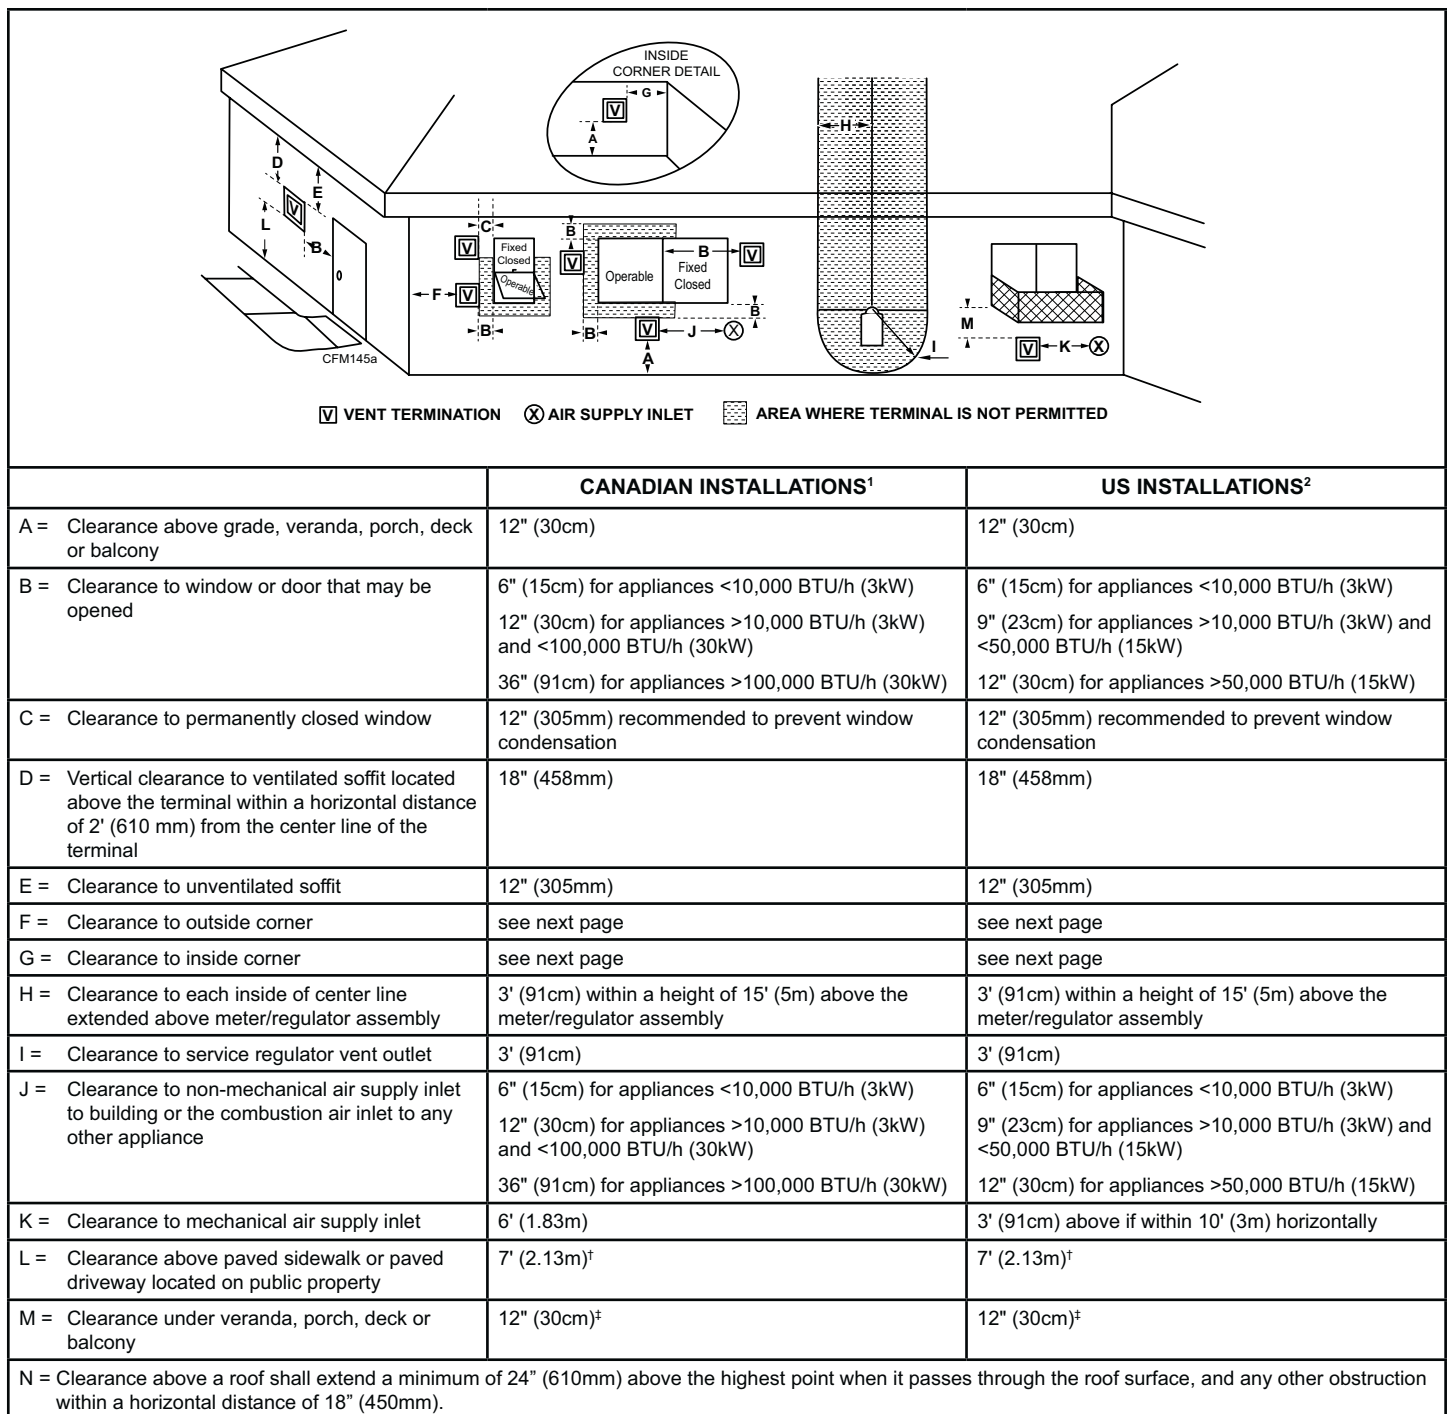 INSIDE
CORNER DETAIL
G
V
A
H
D
E
V
L
B
C
V
Fixed
Closed
Operable
F
V
B
B
V
Operable
B
Fixed
Closed
V
B
B
V
J
X
A
I
M
V
K
X
CFM145a
V VENT TERMINATION X AIR SUPPLY INLET AREA WHERE TERMINAL IS NOT PERMITTED
CANADIAN INSTALLATIONS¹ US INSTALLATIONS²
A = Clearance above grade, veranda, porch, deck
or balcony
12" (30cm)
12" (30cm)
B = Clearance to window or door that may be
opened
6" (15cm) for appliances <10,000 BTU/h (3kW)
12" (30cm) for appliances >10,000 BTU/h (3kW)
and <100,000 BTU/h (30kW)
36" (91cm) for appliances >100,000 BTU/h (30kW)
6" (15cm) for appliances <10,000 BTU/h (3kW)
9" (23cm) for appliances >10,000 BTU/h (3kW) and
<50,000 BTU/h (15kW)
12" (30cm) for appliances >50,000 BTU/h (15kW)
C = Clearance to permanently closed window
12" (305mm) recommended to prevent window
condensation
12" (305mm) recommended to prevent window
condensation
D = Vertical clearance to ventilated soffit located
above the terminal within a horizontal distance
of 2' (610 mm) from the center line of the
terminal
18" (458mm)
18" (458mm)
E = Clearance to unventilated soffit
12" (305mm)
12" (305mm)
F = Clearance to outside corner
see next page
see next page
G = Clearance to inside corner
see next page
see next page
H = Clearance to each inside of center line
extended above meter/regulator assembly
3' (91cm) within a height of 15' (5m) above the
meter/regulator assembly
3' (91cm) within a height of 15' (5m) above the
meter/regulator assembly
I = Clearance to service regulator vent outlet
3' (91cm)
3' (91cm)
J = Clearance to non-mechanical air supply inlet
to building or the combustion air inlet to any
other appliance
6" (15cm) for appliances <10,000 BTU/h (3kW)
12" (30cm) for appliances >10,000 BTU/h (3kW)
and <100,000 BTU/h (30kW)
36" (91cm) for appliances >100,000 BTU/h (30kW)
6" (15cm) for appliances <10,000 BTU/h (3kW)
9" (23cm) for appliances >10,000 BTU/h (3kW) and
<50,000 BTU/h (15kW)
12" (30cm) for appliances >50,000 BTU/h (15kW)
K = Clearance to mechanical air supply inlet
6' (1.83m)
3' (91cm) above if within 10' (3m) horizontally
L = Clearance above paved sidewalk or paved
driveway located on public property
7' (2.13m)†
7' (2.13m)†
M = Clearance under veranda, porch, deck or
balcony
12" (30cm)‡
12" (30cm)‡
N = Clearance above a roof shall extend a minimum of 24” (610mm) above the highest point when it passes through the roof surface, and any other obstruction
within a horizontal distance of 18” (450mm).